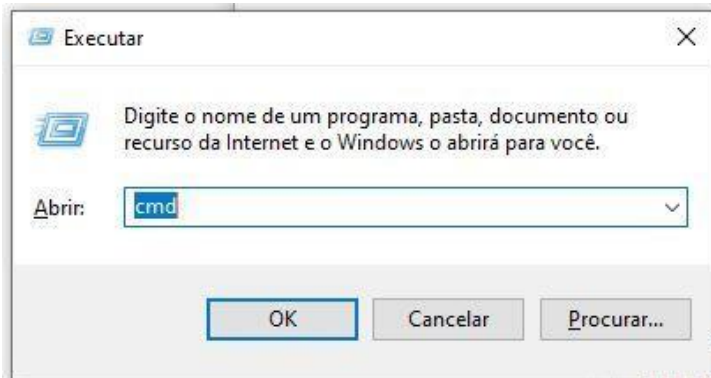 Executar
Digite o nome de um programa, pasta, documento ou
recurso da Internet e o Windows o abrirá para você.
Abrir: cmd
OK Cancelar Procurar...